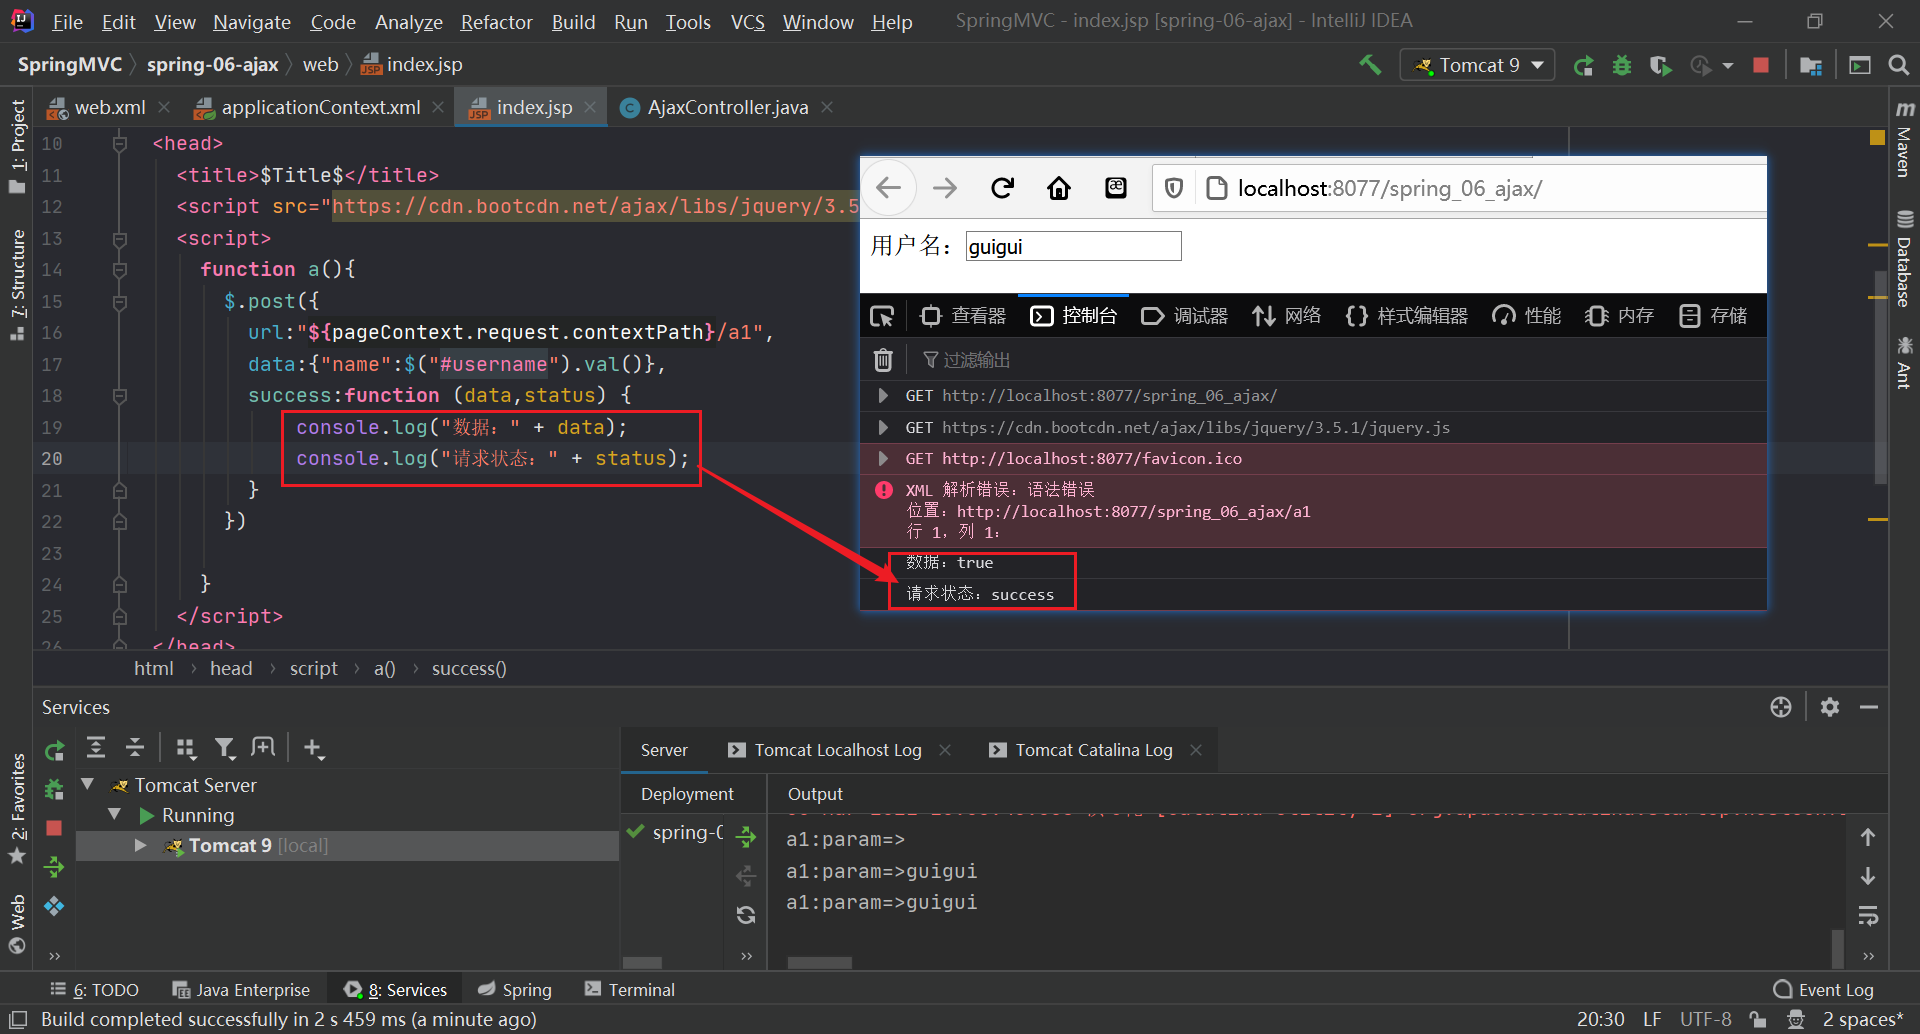 File Edit View Navigate Code Analyze Refactor Build Run Tools VCS Window Help SpringMVC - index.jsp [spring-06-ajax] - IntelliJ IDEA
SpringMVC spring-06-ajax web index.jsp Tomcat 9
web.xml applicationContext.xml index.jsp AjaxController.java
1: Project
7: Structure
2: Favorites
Web
10 <head>
11 <title>$Title$</title>
12 <script src="https://cdn.bootcdn.net/ajax/libs/jquery/3.5
13 <script>
14 function a(){
15 $.post({
16 url:"${pageContext.request.contextPath}/a1",
17 data:{"name":$("#username").val()},
18 success:function (data,status) {
19 console.log("数据：" + data);
20 console.log("请求状态：" + status);
21 }
22 })
23
24 }
25 </script>
26 </head>
localhost:8077/spring_06_ajax/
用户名： guigui
查看器 控制台 调试器 网络 样式编辑器 性能 内存 存储
过滤输出
GET http://localhost:8077/spring_06_ajax/
GET https://cdn.bootcdn.net/ajax/libs/jquery/3.5.1/jquery.js
GET http://localhost:8077/favicon.ico
XML 解析错误：语法错误
位置：http://localhost:8077/spring_06_ajax/a1
行 1，列 1：
数据：true
请求状态：success
Maven
Database
Ant
html head script a() success()
Services
Server Tomcat Localhost Log Tomcat Catalina Log
Tomcat Server
Running
Tomcat 9 [local]
Deployment Output
spring-0
a1:param=>
a1:param=>guigui
a1:param=>guigui
6: TODO Java Enterprise 8: Services Spring Terminal Event Log
Build completed successfully in 2 s 459 ms (a minute ago) 20:30 LF UTF-8 2 spaces*